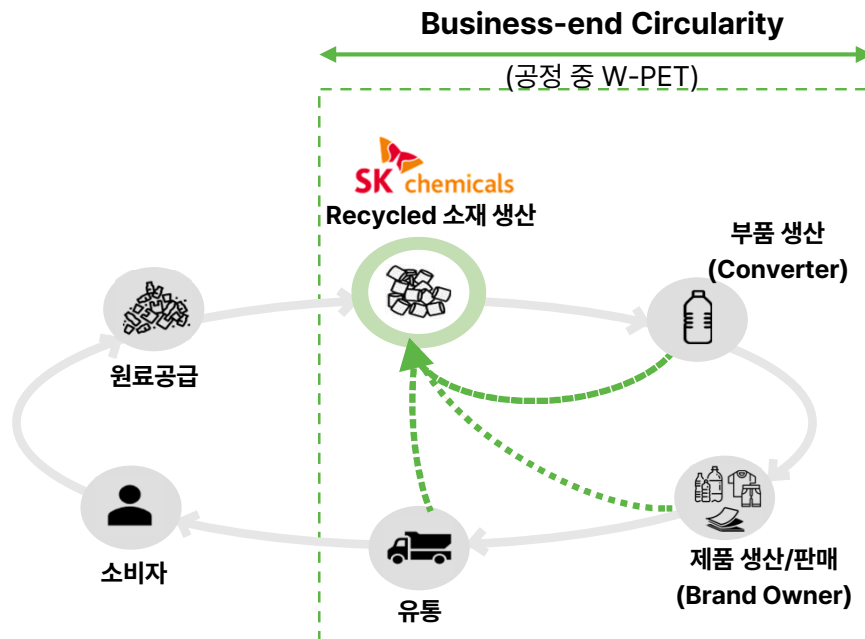 Business-end Circularity
(공정 중 W-PET)
SK chemicals
Recycled 소재 생산
부품 생산
(Converter)
원료공급
소비자
유통
제품 생산/판매
(Brand Owner)